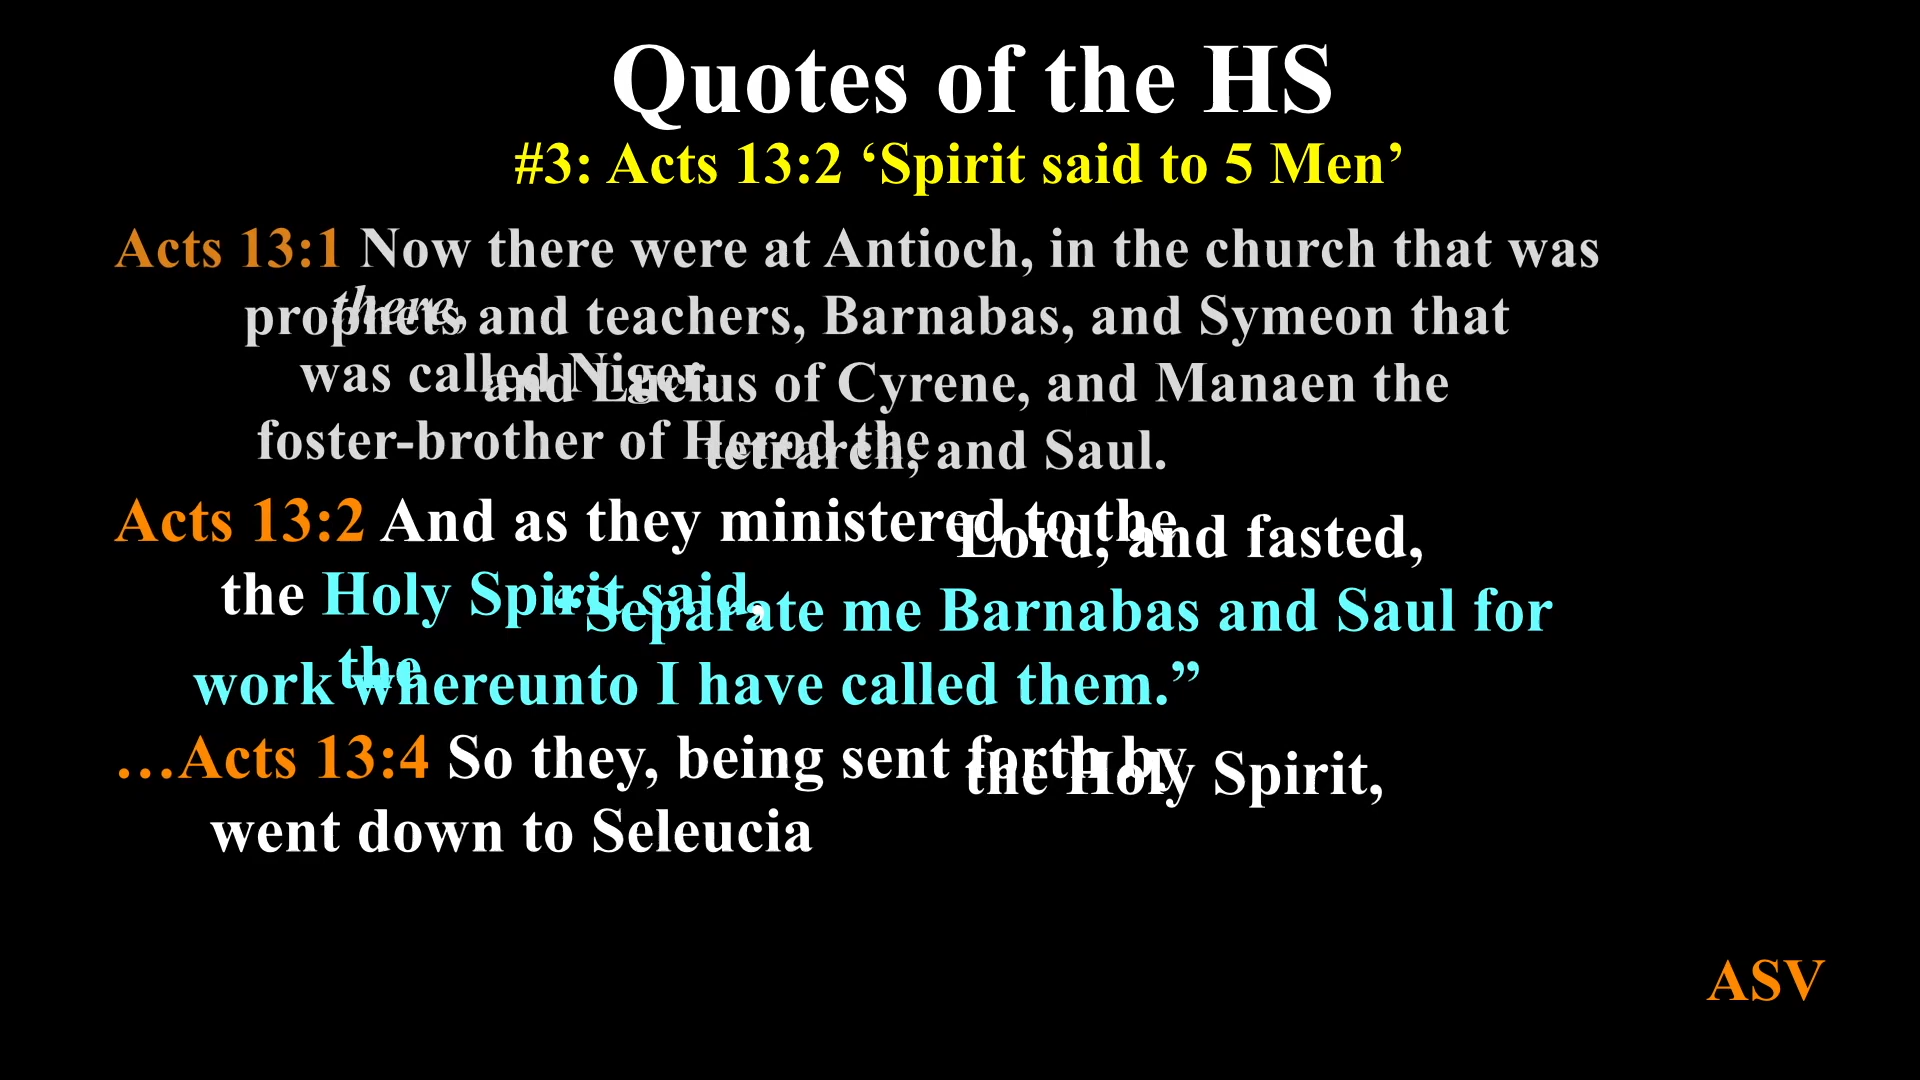 Quotes of the HS
#3: Acts 13:2 ‘Spirit said to 5 Men’
Acts 13:1 Now there were at Antioch, in the church that was
there,
prophets and teachers, Barnabas, and Symeon that
was called Niger,
and Lucius of Cyrene, and Manaen the
foster-brother of Herod the
tetrarch, and Saul.
Acts 13:2 And as they ministered to the
Lord, and fasted,
the Holy Spirit said,
“Separate me Barnabas and Saul for
the
work whereunto I have called them.”
…Acts 13:4 So they, being sent forth by
the Holy Spirit,
went down to Seleucia
ASV